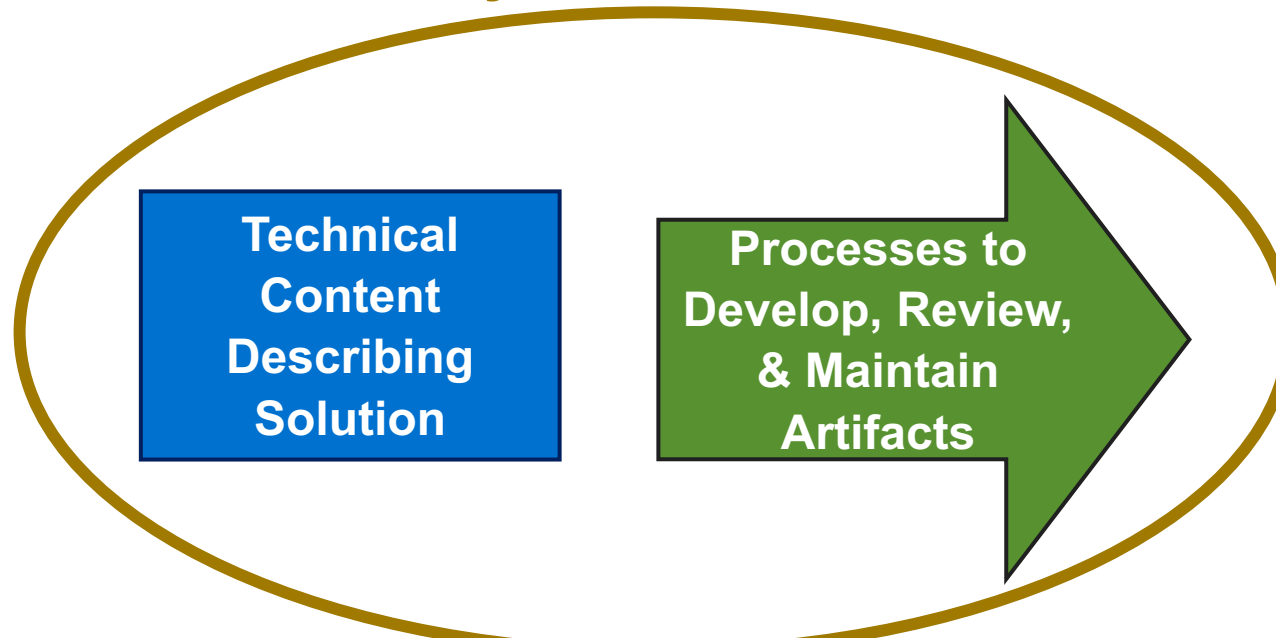 Technical
Content
Describing
Solution
Processes to
Develop, Review,
& Maintain
Artifacts